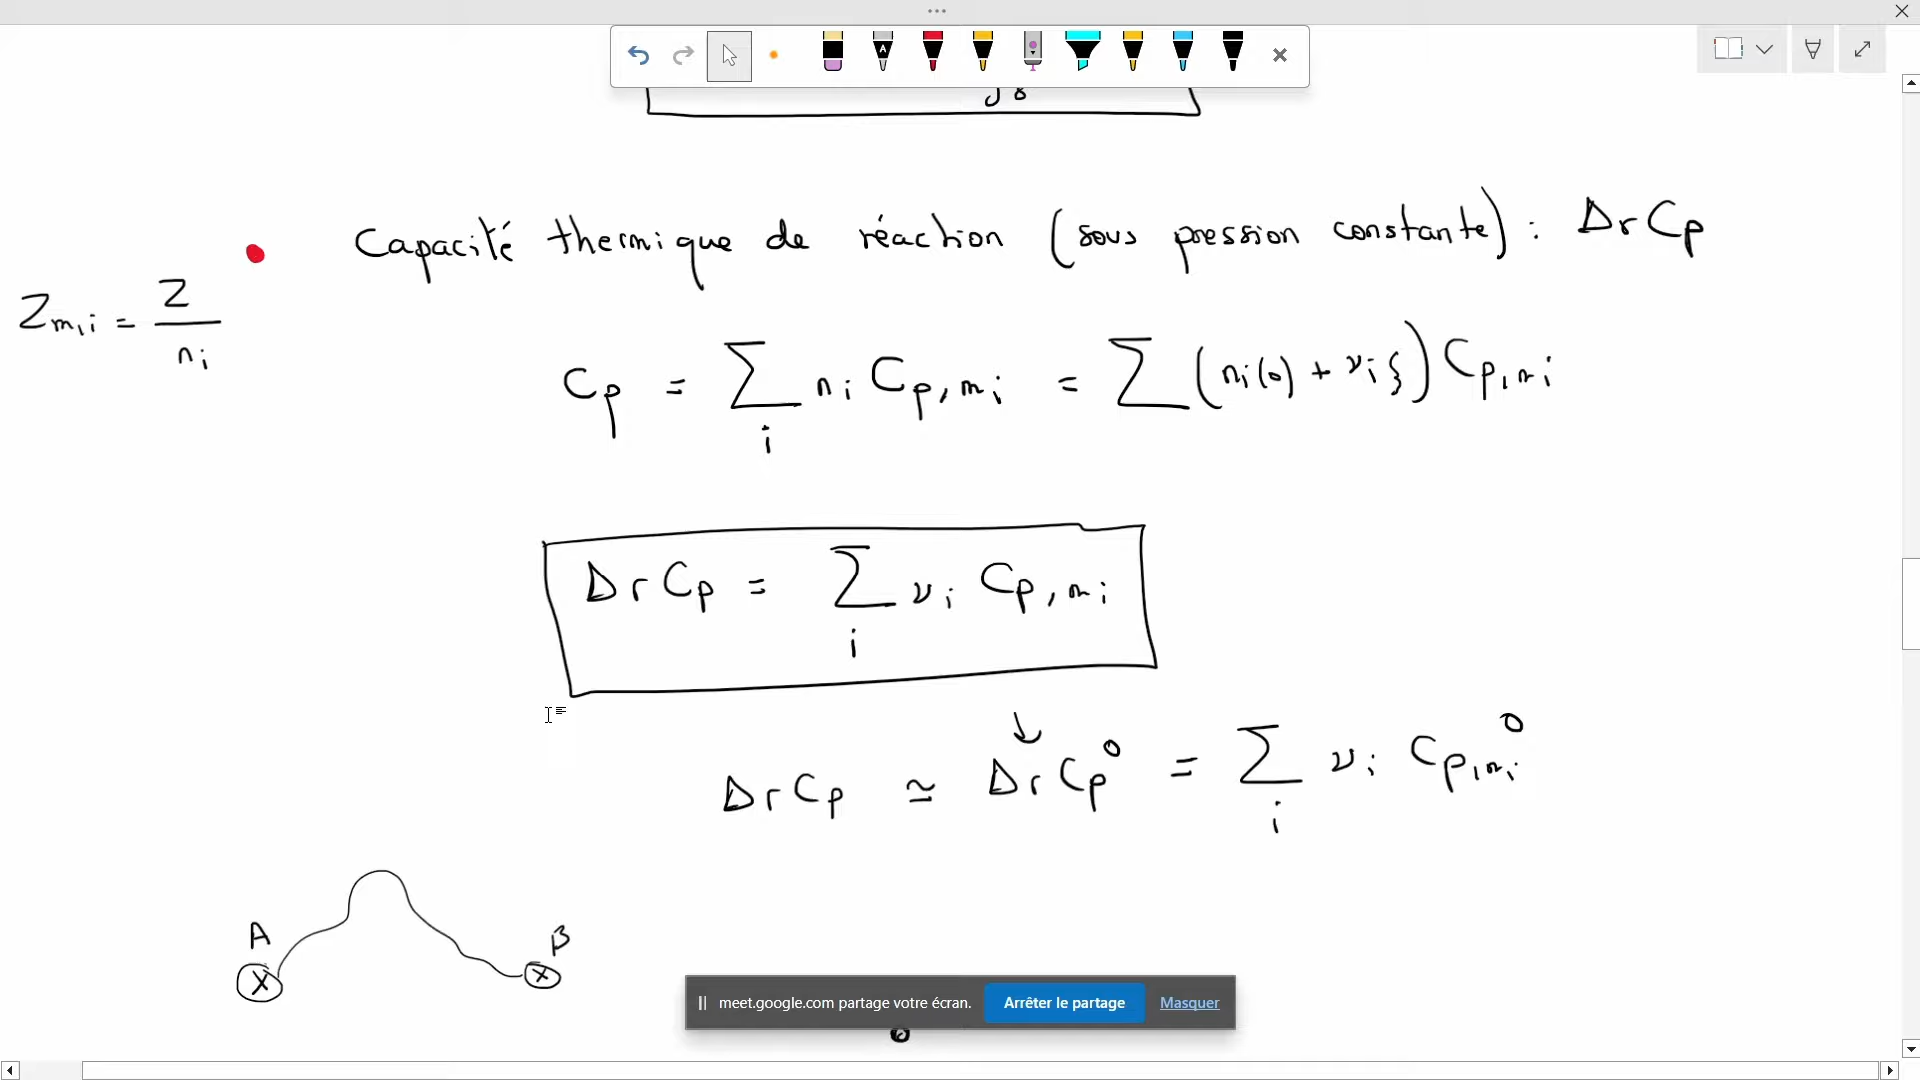 Capacité thermique de réaction (sous pression constante) : ΔrCp
Zm,i = Z / ni
Cp = Σi ni Cp,mi = Σ (ni(0) + νi ξ) Cp,mi
ΔrCp = Σi νi Cp,mi
ΔrCp ≃ ΔrCp° = Σi νi Cp,mi°
A
B
meet.google.com partage votre écran. Arrêter le partage Masquer